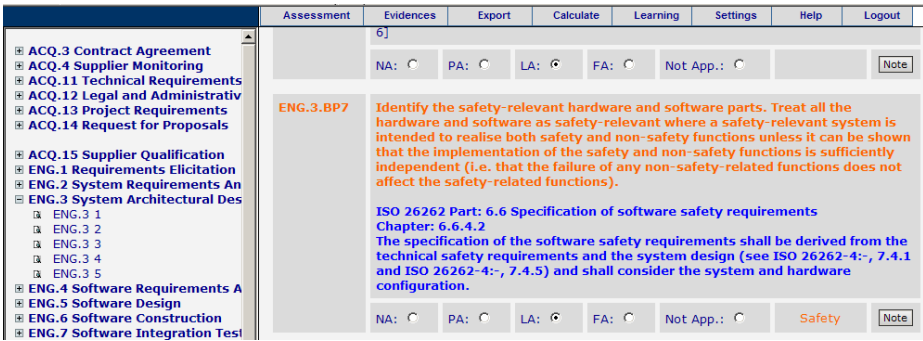 Assessment Evidences Export Calculate Learning Settings Help Logout
ACQ.3 Contract Agreement
ACQ.4 Supplier Monitoring
ACQ.11 Technical Requirements
ACQ.12 Legal and Administrativ
ACQ.13 Project Requirements
ACQ.14 Request for Proposals
ACQ.15 Supplier Qualification
ENG.1 Requirements Elicitation
ENG.2 System Requirements An
ENG.3 System Architectural Des
ENG.3 1
ENG.3 2
ENG.3 3
ENG.3 4
ENG.3 5
ENG.4 Software Requirements A
ENG.5 Software Design
ENG.6 Software Construction
ENG.7 Software Integration Test
6]
NA: PA: LA: FA: Not App.: Note
ENG.3.BP7
Identify the safety-relevant hardware and software parts. Treat all the
hardware and software as safety-relevant where a safety-relevant system is
intended to realise both safety and non-safety functions unless it can be shown
that the implementation of the safety and non-safety functions is sufficiently
independent (i.e. that the failure of any non-safety-related functions does not
affect the safety-related functions).
ISO 26262 Part: 6.6 Specification of software safety requirements
Chapter: 6.6.4.2
The specification of the software safety requirements shall be derived from the
technical safety requirements and the system design (see ISO 26262-4:-, 7.4.1
and ISO 26262-4:-, 7.4.5) and shall consider the system and hardware
configuration.
NA: PA: LA: FA: Not App.: Safety Note